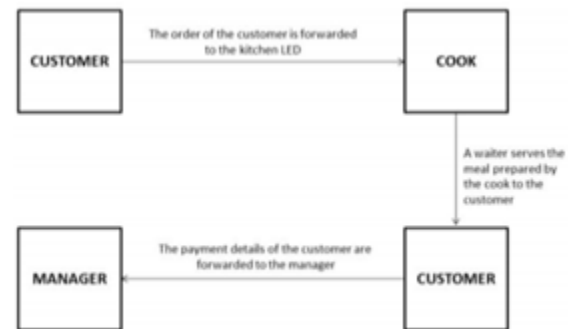 The order of the customer is forwarded
to the kitchen LED
CUSTOMER
COOK
A waiter serves the
meal prepared by
the cook to the
customer
The payment details of the customer are
forwarded to the manager
MANAGER
CUSTOMER